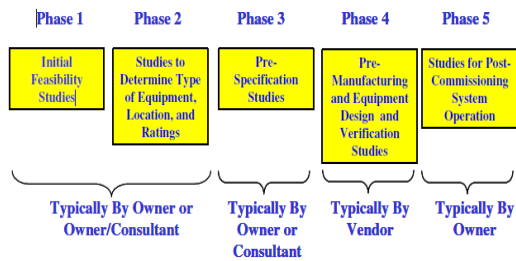 Phase 1
Phase 2
Phase 3
Phase 4
Phase 5
Initial
Feasibility
Studies
Studies to
Determine Type
of Equipment,
Location, and
Ratings
Pre-
Specification
Studies
Pre-
Manufacturing
and Equipment
Design and
Verification
Studies
Studies for Post-
Commissioning
System
Operation
Typically By Owner or
Owner/Consultant
Typically By
Owner or
Consultant
Typically By
Vendor
Typically By
Owner